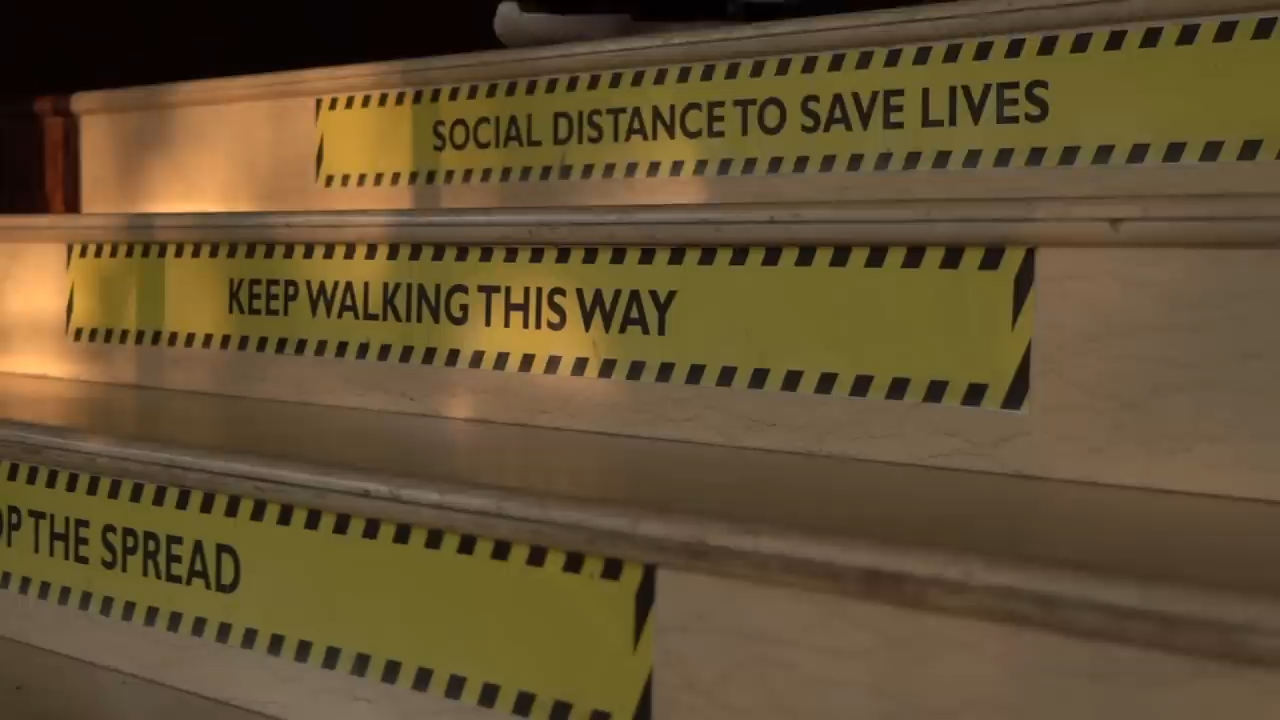 SOCIAL DISTANCE TO SAVE LIVES
KEEP WALKING THIS WAY
THE SPREAD